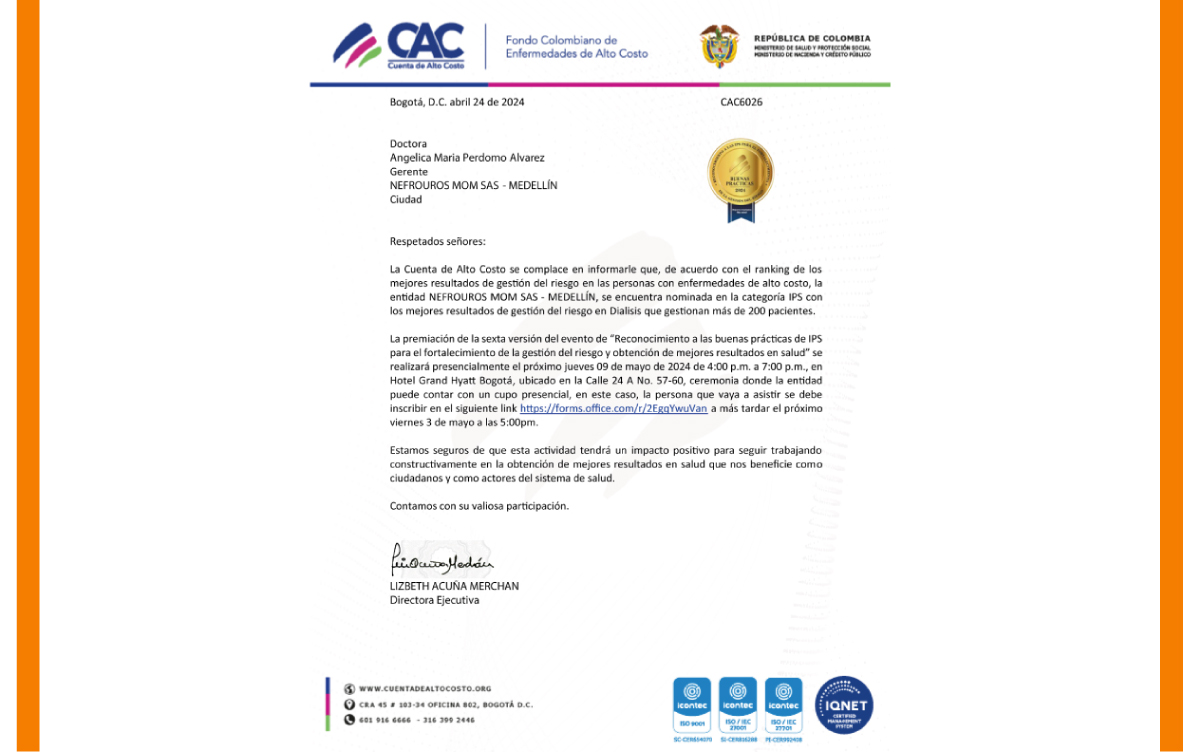 CAC
Cuenta de Alto Costo
Fondo Colombiano de
Enfermedades de Alto Costo
REPÚBLICA DE COLOMBIA
MINISTERIO DE SALUD Y PROTECCIÓN SOCIAL
MINISTERIO DE HACIENDA Y CRÉDITO PÚBLICO
Bogotá, D.C. abril 24 de 2024
CAC6026
Doctora
Angelica Maria Perdomo Alvarez
Gerente
NEFROUROS MOM SAS - MEDELLÍN
Ciudad
BUENAS
PRÁCTICAS
2024
Respetados señores:
La Cuenta de Alto Costo se complace en informarle que, de acuerdo con el ranking de los
mejores resultados de gestión del riesgo en las personas con enfermedades de alto costo, la
entidad NEFROUROS MOM SAS - MEDELLÍN, se encuentra nominada en la categoría IPS con
los mejores resultados de gestión del riesgo en Dialisis que gestionan más de 200 pacientes.
La premiación de la sexta versión del evento de “Reconocimiento a las buenas prácticas de IPS
para el fortalecimiento de la gestión del riesgo y obtención de mejores resultados en salud” se
realizará presencialmente el próximo jueves 09 de mayo de 2024 de 4:00 p.m. a 7:00 p.m., en
Hotel Grand Hyatt Bogotá, ubicado en la Calle 24 A No. 57-60, ceremonia donde la entidad
puede contar con un cupo presencial, en este caso, la persona que vaya a asistir se debe
inscribir en el siguiente link https://forms.office.com/r/2EgqYwuVan a más tardar el próximo
viernes 3 de mayo a las 5:00pm.
Estamos seguros de que esta actividad tendrá un impacto positivo para seguir trabajando
constructivamente en la obtención de mejores resultados en salud que nos beneficie como
ciudadanos y como actores del sistema de salud.
Contamos con su valiosa participación.
LIZBETH ACUÑA MERCHAN
Directora Ejecutiva
WWW.CUENTADEALTOCOSTO.ORG
CRA 45 # 103-34 OFICINA 802, BOGOTÁ D.C.
601 916 6666 - 316 399 2446
icontec
ISO 9001
SC-CER654670
icontec
ISO / IEC
27001
icontec
ISO / IEC
27701
IQNET
CERTIFIED
MANAGEMENT
SYSTEM